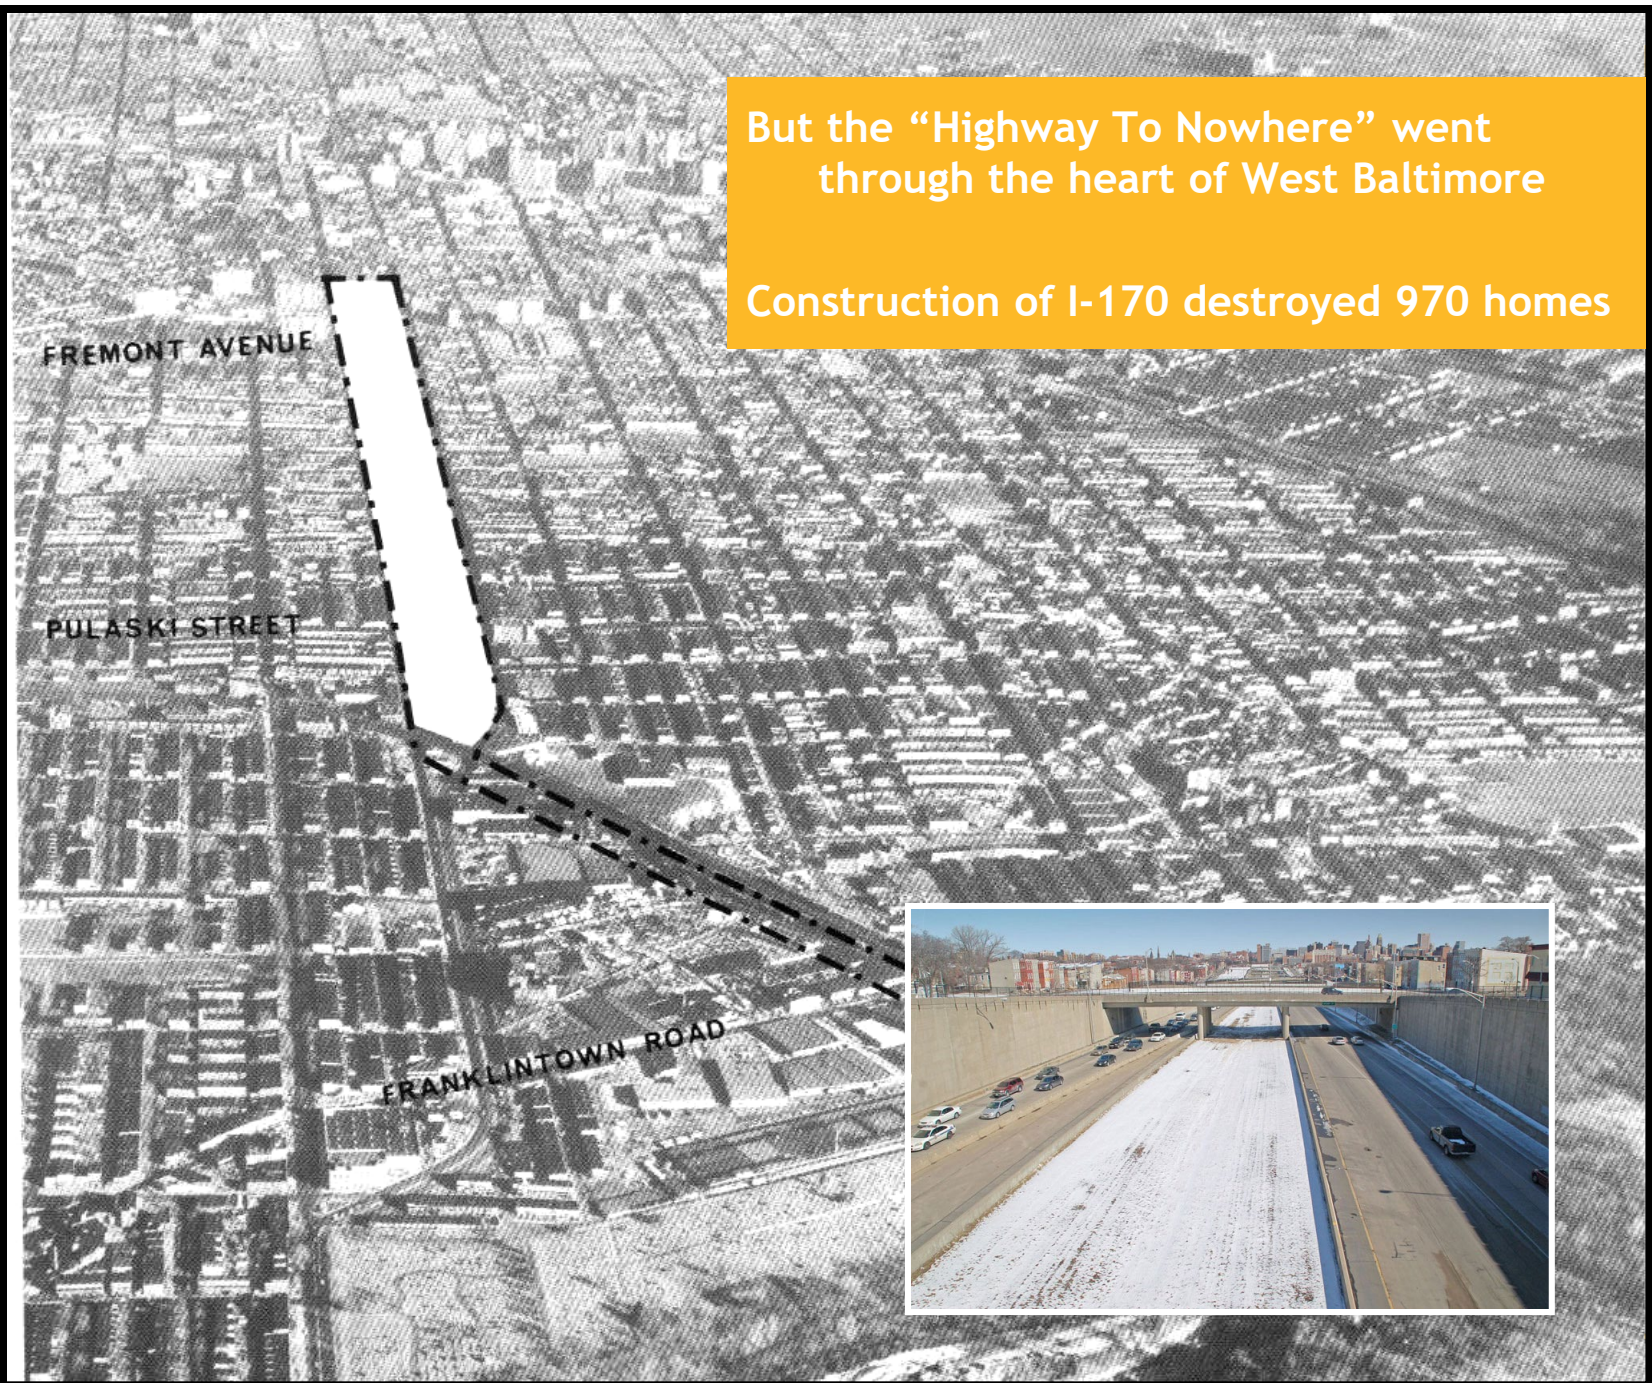 But the “Highway To Nowhere” went
through the heart of West Baltimore
Construction of I-170 destroyed 970 homes
FREMONT AVENUE
PULASKI STREET
FRANKLINTOWN ROAD